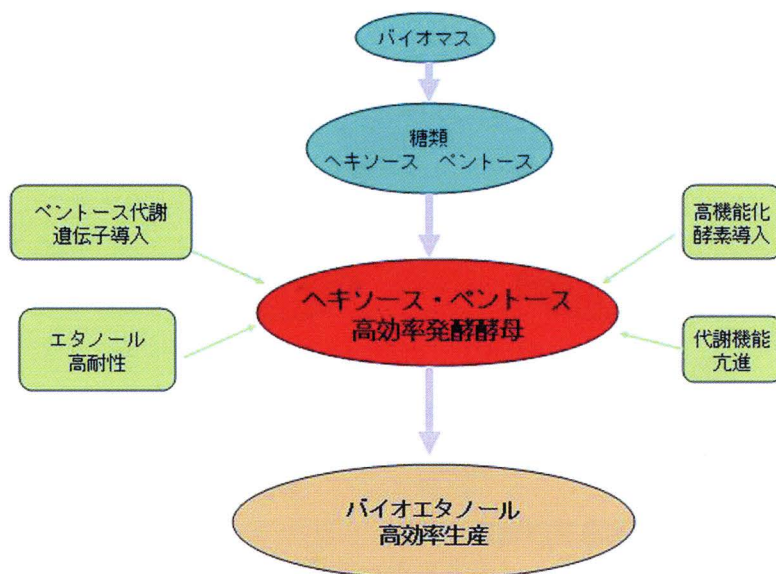 バイオマス
糖類
ヘキソース ペントース
ペントース代謝
遺伝子導入
高機能化
酵素導入
ヘキソース・ペントース
高効率発酵酵母
エタノール
高耐性
代謝機能
亢進
バイオエタノール
高効率生産